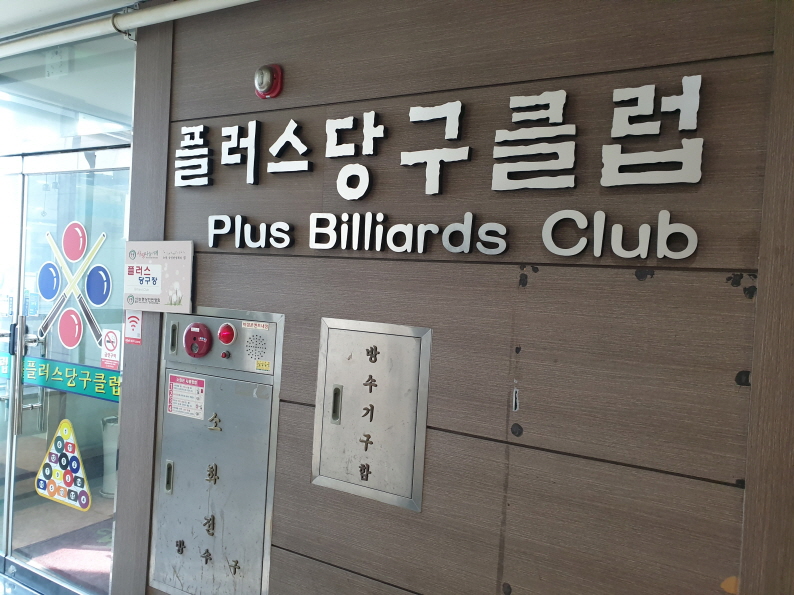 플러스당구클럽
Plus Billiards Club
플러스
당구장
플러스당구클럽
소
화
전
방수구
방
수
기
구
함